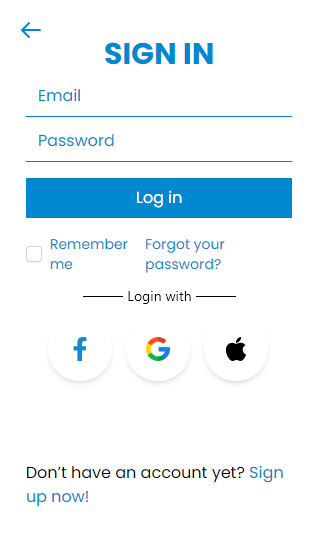 SIGN IN
Email
Password
Log in
Remember
me
Forgot your
password?
Login with
Don’t have an account yet? Sign
up now!